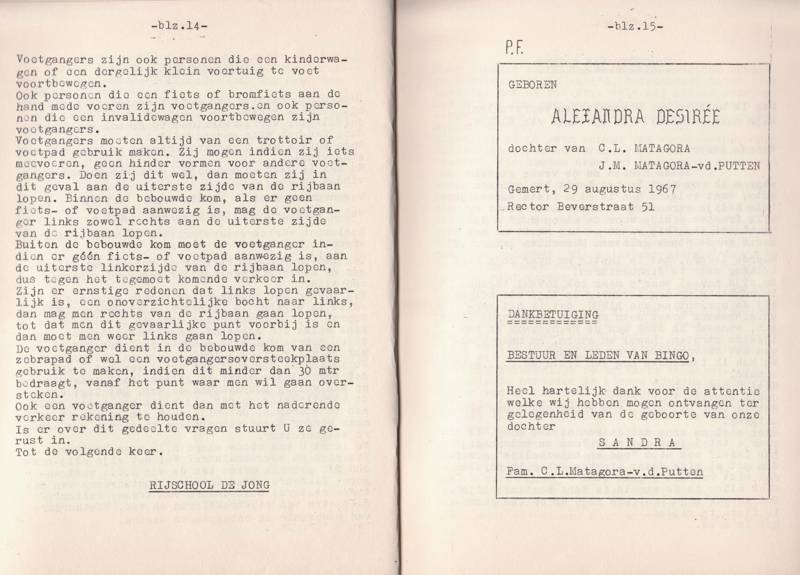 -blz.14-
Voetgangers zijn ook personen die een kinderwa-
gen of een dergelijk klein voertuig te voet
voortbewegen.
Ook personen die een fiets of bromfiets aan de
hand mede voeren zijn voetgangers.en ook perso-
nen die een invalidewagen voortbewegen zijn
voetgangers.
Voetgangers moeten altijd van een trottoir of
voetpad gebruik maken. Zij mogen indien zij iets
meevoeren, geen hinder vormen voor andere voet-
gangers. Doen zij dit wel, dan moeten zij in
dit geval aan de uiterste zijde van de rijbaan
lopen. Binnen de bebouwde kom, als er geen
fiets- of voetpad aanwezig is, mag de voetgan-
ger links zowel rechts aan de uiterste zijde
van de rijbaan lopen.
Buiten de bebouwde kom moet de voetganger in-
dien er géén fiets- of voetpad aanwezig is, aan
de uiterste linkerzijde van de rijbaan lopen,
dus tegen het tegemoet komende verkeer in.
Zijn er ernstige redenen dat links lopen gevaar-
lijk is, een onoverzichtelijke bocht naar links,
dan mag men rechts van de rijbaan gaan lopen,
tot dat men dit gevaarlijke punt voorbij is en
dan moet men weer links gaan lopen.
De voetganger dient in de bebouwde kom van een
zebrapad of wel een voetgangersoversteekplaats
gebruik te maken, indien dit minder dan 30 mtr
bedraagt, vanaf het punt waar men wil gaan over-
steken.
Ook een voetganger dient dan met het naderende
verkeer rekening te houden.
Is er over dit gedeelte vragen stuurt U ze ge-
rust in.
Tot de volgende keer.
RIJSCHOOL DE JONG
-blz.15-
P.F.
GEBOREN
ALEXANDRA DESIRÉE
dochter van C.L. MATAGORA
J.M. MATAGORA-vd.PUTTEN
Gemert, 29 augustus 1967
Rector Beverstraat 51
DANKBETUIGING
BESTUUR EN LEDEN VAN BINGO,
Heel hartelijk dank voor de attentie
welke wij hebben mogen ontvangen ter
gelegenheid van de geboorte van onze
dochter
S A N D R A
Fam. C.L.Matagora-v.d.Putten